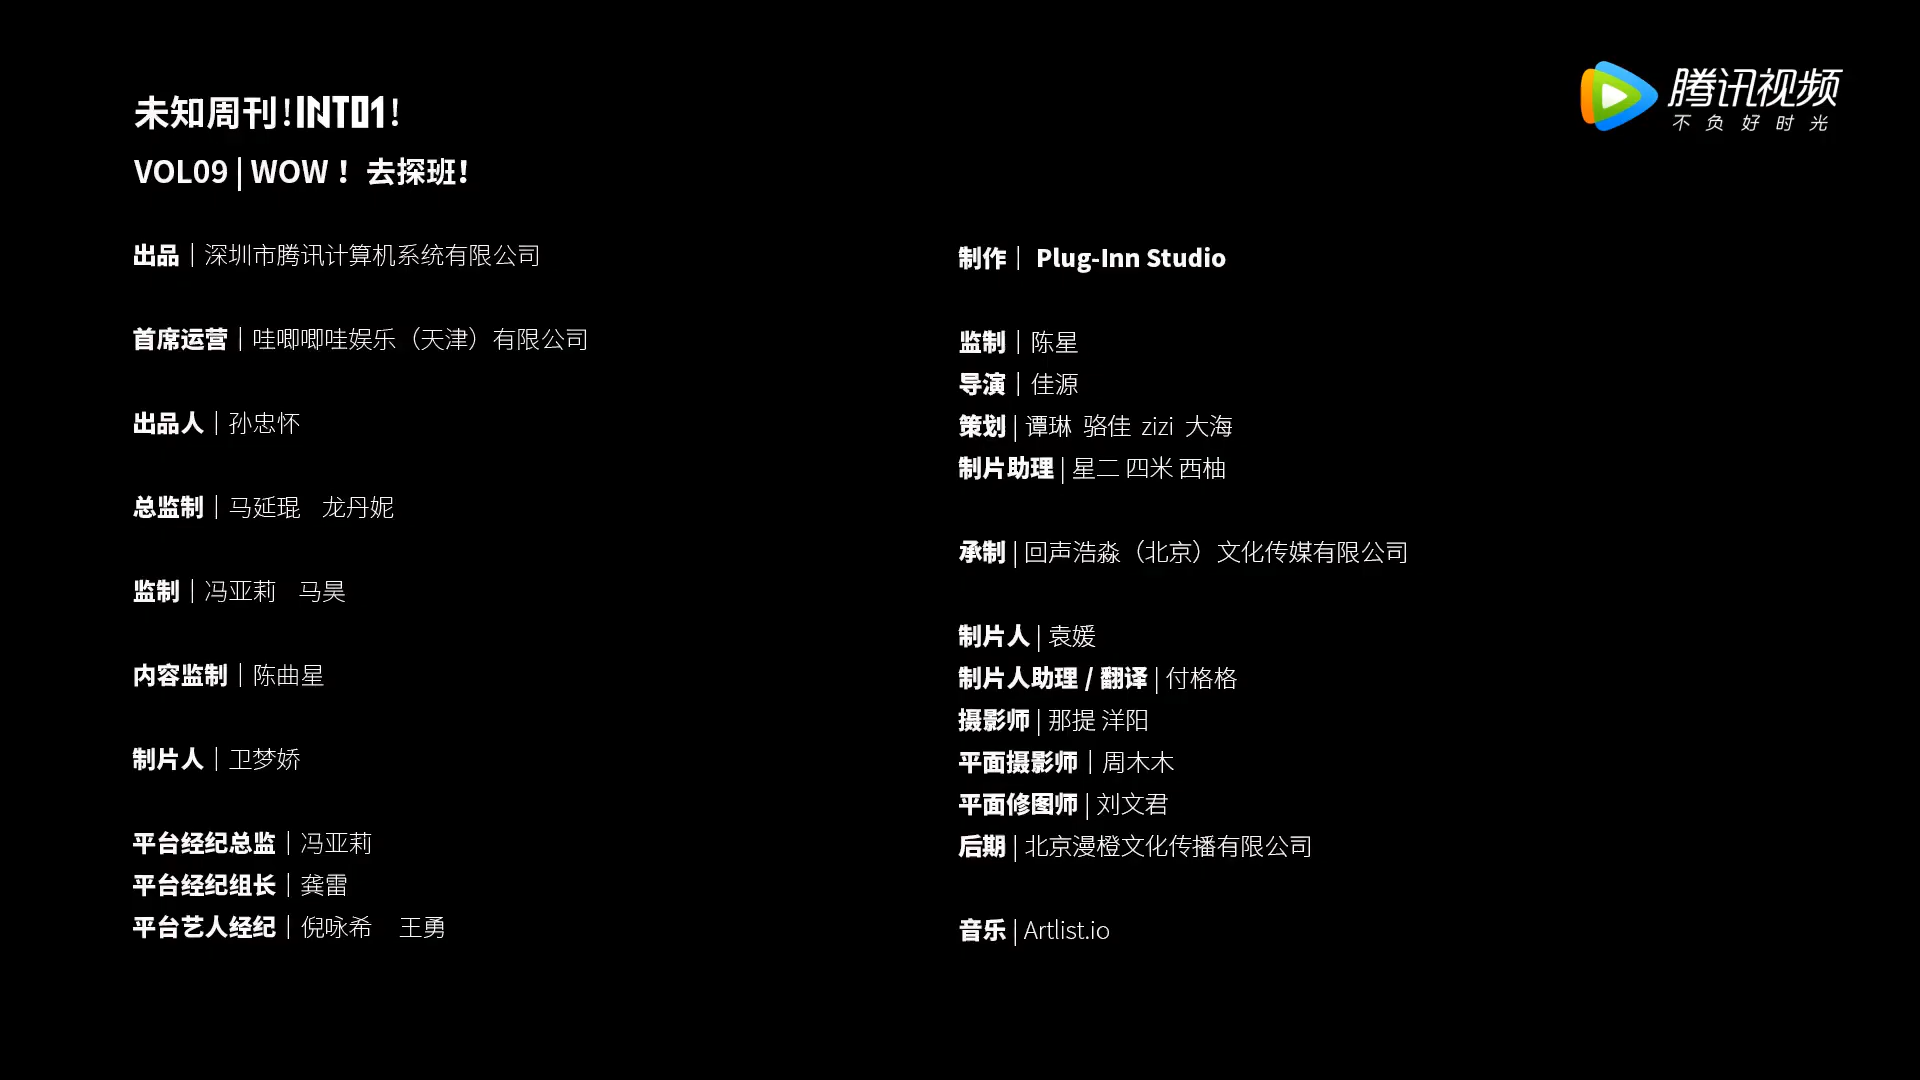 未知周刊！INTO1！
VOL09 | WOW！去探班！
腾讯视频
不负好时光
出品｜深圳市腾讯计算机系统有限公司
首席运营｜哇唧唧哇娱乐（天津）有限公司
出品人｜孙忠怀
总监制｜马延琨 龙丹妮
监制｜冯亚莉 马昊
内容监制｜陈曲星
制片人｜卫梦娇
平台经纪总监｜冯亚莉
平台经纪组长｜龚雷
平台艺人经纪｜倪咏希 王勇
制作｜ Plug-Inn Studio
监制｜陈星
导演｜佳源
策划 | 谭琳 骆佳 zizi 大海
制片助理 | 星二 四米 西柚
承制 | 回声浩淼（北京）文化传媒有限公司
制片人 | 袁媛
制片人助理 / 翻译 | 付格格
摄影师 | 那提 洋阳
平面摄影师｜周木木
平面修图师 | 刘文君
后期 | 北京漫橙文化传播有限公司
音乐 | Artlist.io